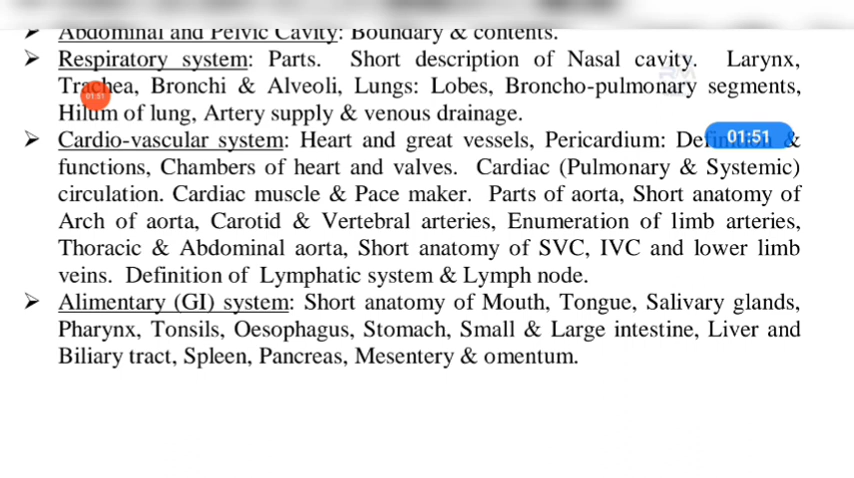 ➢ Abdominal and Pelvic Cavity: Boundary & contents.
➢ Respiratory system: Parts. Short description of Nasal cavity. Larynx,
Trachea, Bronchi & Alveoli, Lungs: Lobes, Broncho-pulmonary segments,
01:51
Hilum of lung, Artery supply & venous drainage.
➢ Cardio-vascular system: Heart and great vessels, Pericardium: Definition &
01:51
functions, Chambers of heart and valves. Cardiac (Pulmonary & Systemic)
circulation. Cardiac muscle & Pace maker. Parts of aorta, Short anatomy of
Arch of aorta, Carotid & Vertebral arteries, Enumeration of limb arteries,
Thoracic & Abdominal aorta, Short anatomy of SVC, IVC and lower limb
veins. Definition of Lymphatic system & Lymph node.
➢ Alimentary (GI) system: Short anatomy of Mouth, Tongue, Salivary glands,
Pharynx, Tonsils, Oesophagus, Stomach, Small & Large intestine, Liver and
Biliary tract, Spleen, Pancreas, Mesentery & omentum.